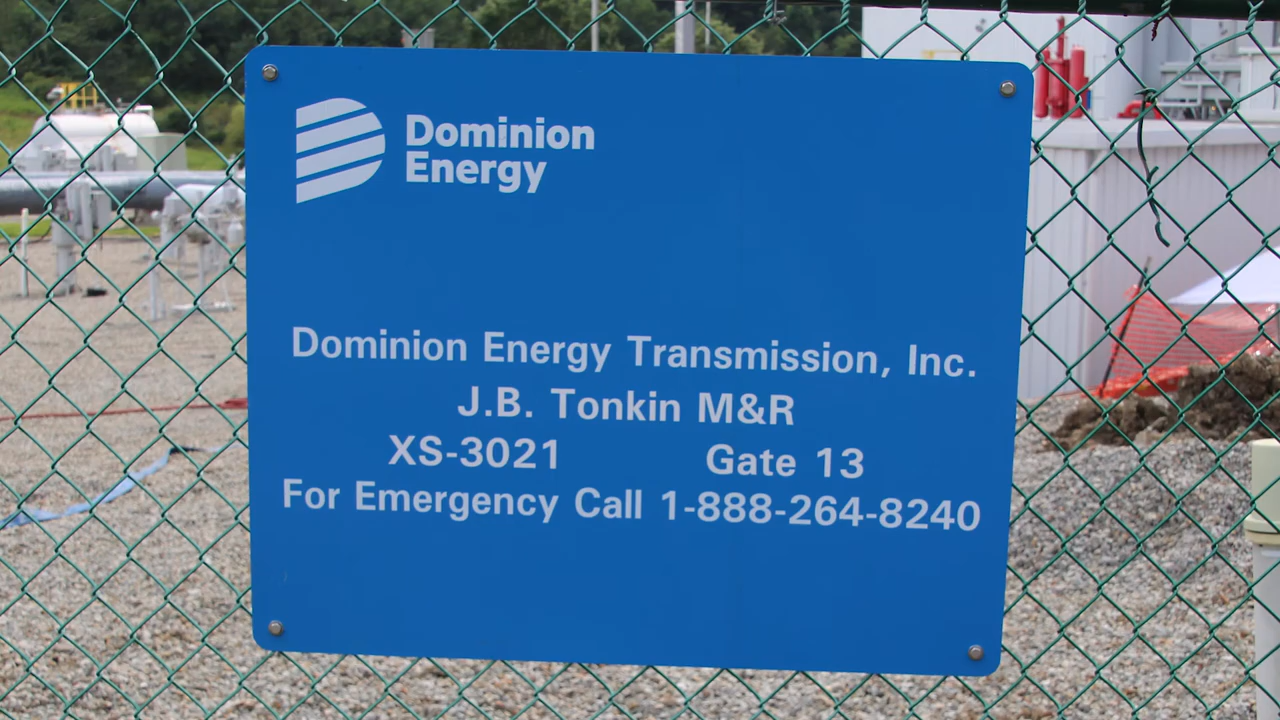 Dominion
Energy
Dominion Energy Transmission, Inc.
J.B. Tonkin M&R
XS-3021 Gate 13
For Emergency Call 1-888-264-8240